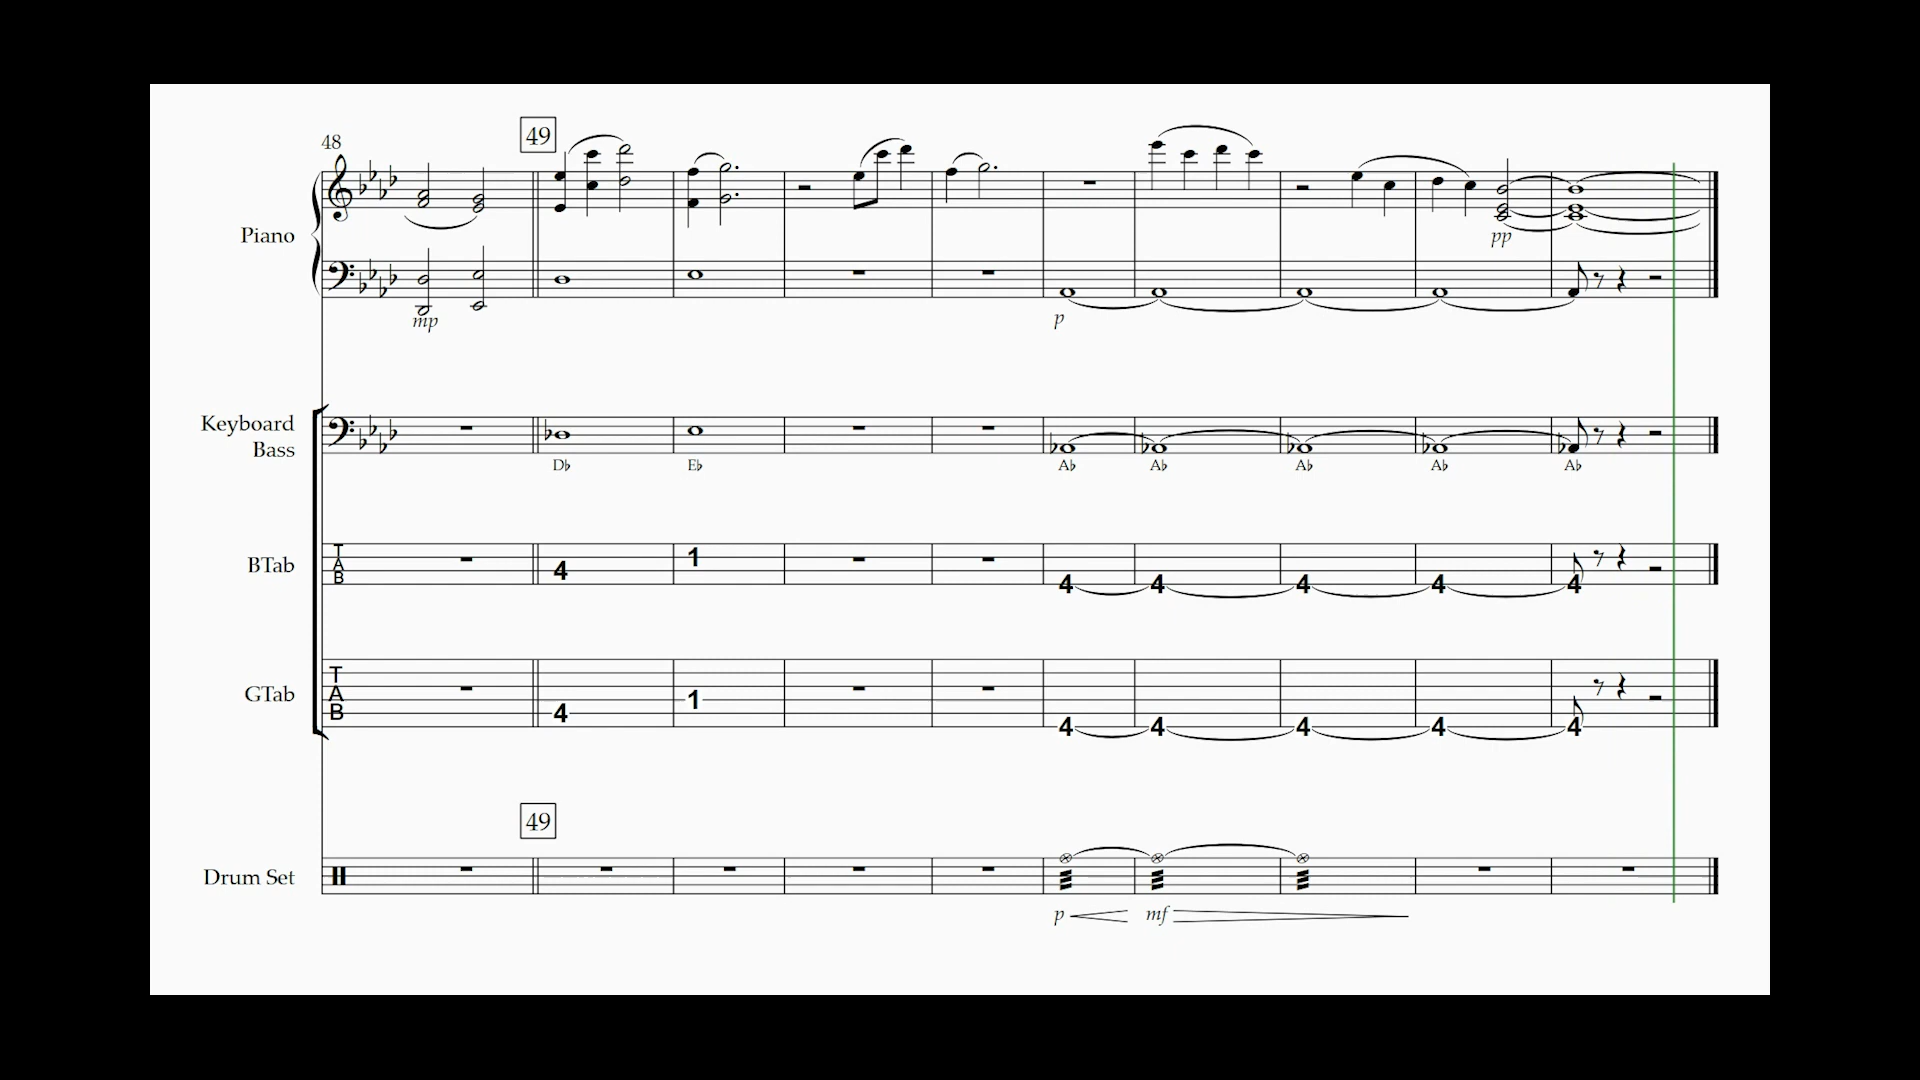 48
49
Piano
mp
p
pp
Keyboard
Bass
D♭ E♭ A♭ A♭ A♭ A♭ A♭
BTab
T
A
B
4 1 4 4 4 4 4
GTab
T
A
B
4 1 4 4 4 4 4
49
Drum Set
p mf